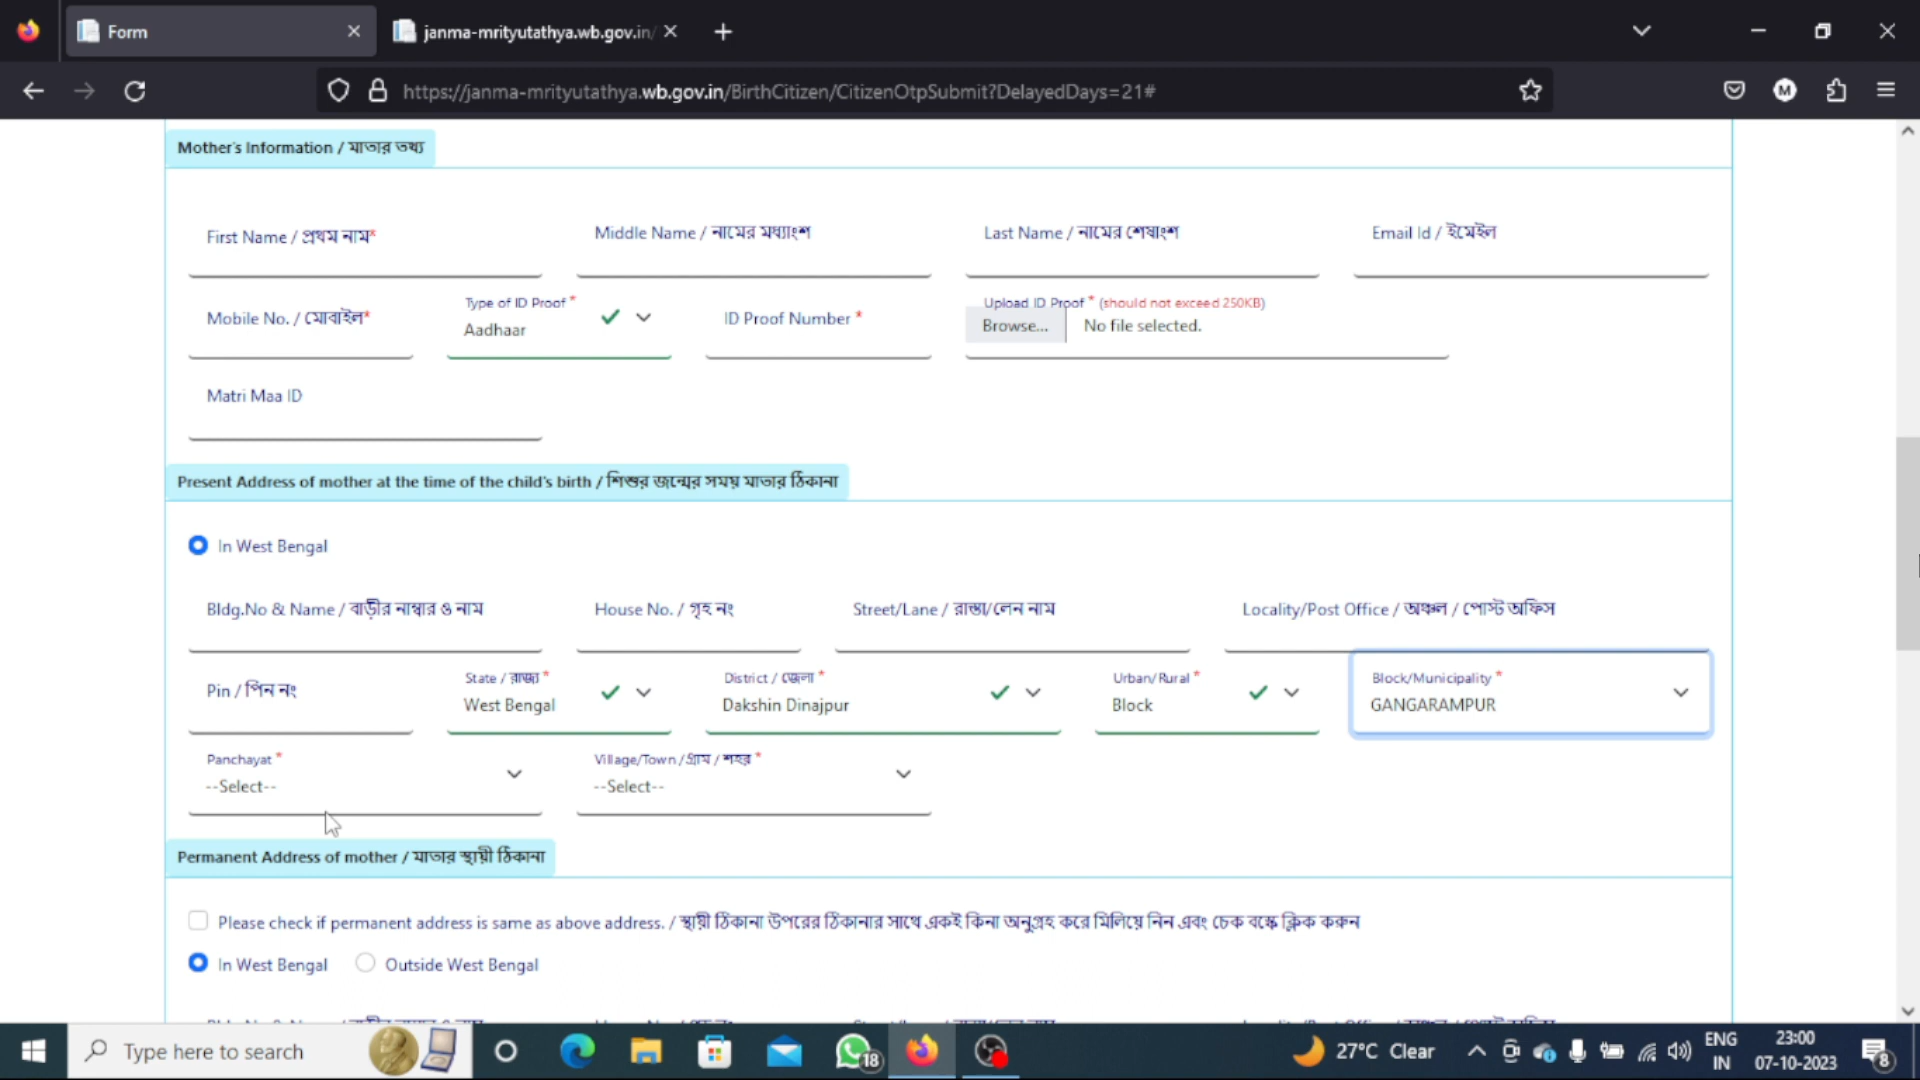 Form
janma-mrityutathya.wb.gov.in/
https://janma-mrityutathya.wb.gov.in/BirthCitizen/CitizenOtpSubmit?DelayedDays=21#
M
Mother's Information / মাতার তথ্য
First Name / প্রথম নাম*
Middle Name / নামের মধ্যাংশ
Last Name / নামের শেষাংশ
Email Id / ইমেইল
Mobile No. / মোবাইল*
Type of ID Proof *
Aadhaar
ID Proof Number *
Upload ID Proof * (should not exceed 250KB)
Browse... No file selected.
Matri Maa ID
Present Address of mother at the time of the child's birth / শিশুর জন্মের সময় মাতার ঠিকানা
In West Bengal
Bldg.No & Name / বাড়ীর নাম্বার ও নাম
House No. / গৃহ নং
Street/Lane / রাস্তা/লেন নাম
Locality/Post Office / অঞ্চল / পোস্ট অফিস
Pin / পিন নং
State / রাজ্য *
West Bengal
District / জেলা *
Dakshin Dinajpur
Urban/Rural *
Block
Block/Municipality *
GANGARAMPUR
Panchayat *
--Select--
Village/Town / গ্রাম / শহর *
--Select--
Permanent Address of mother / মাতার স্থায়ী ঠিকানা
Please check if permanent address is same as above address. / স্থায়ী ঠিকানা উপরের ঠিকানার সাথে একই কিনা অনুগ্রহ করে মিলিয়ে নিন এবং চেক বক্সে ক্লিক করুন
In West Bengal Outside West Bengal
Type here to search
18
27°C Clear
ENG
IN
23:00
07-10-2023
8